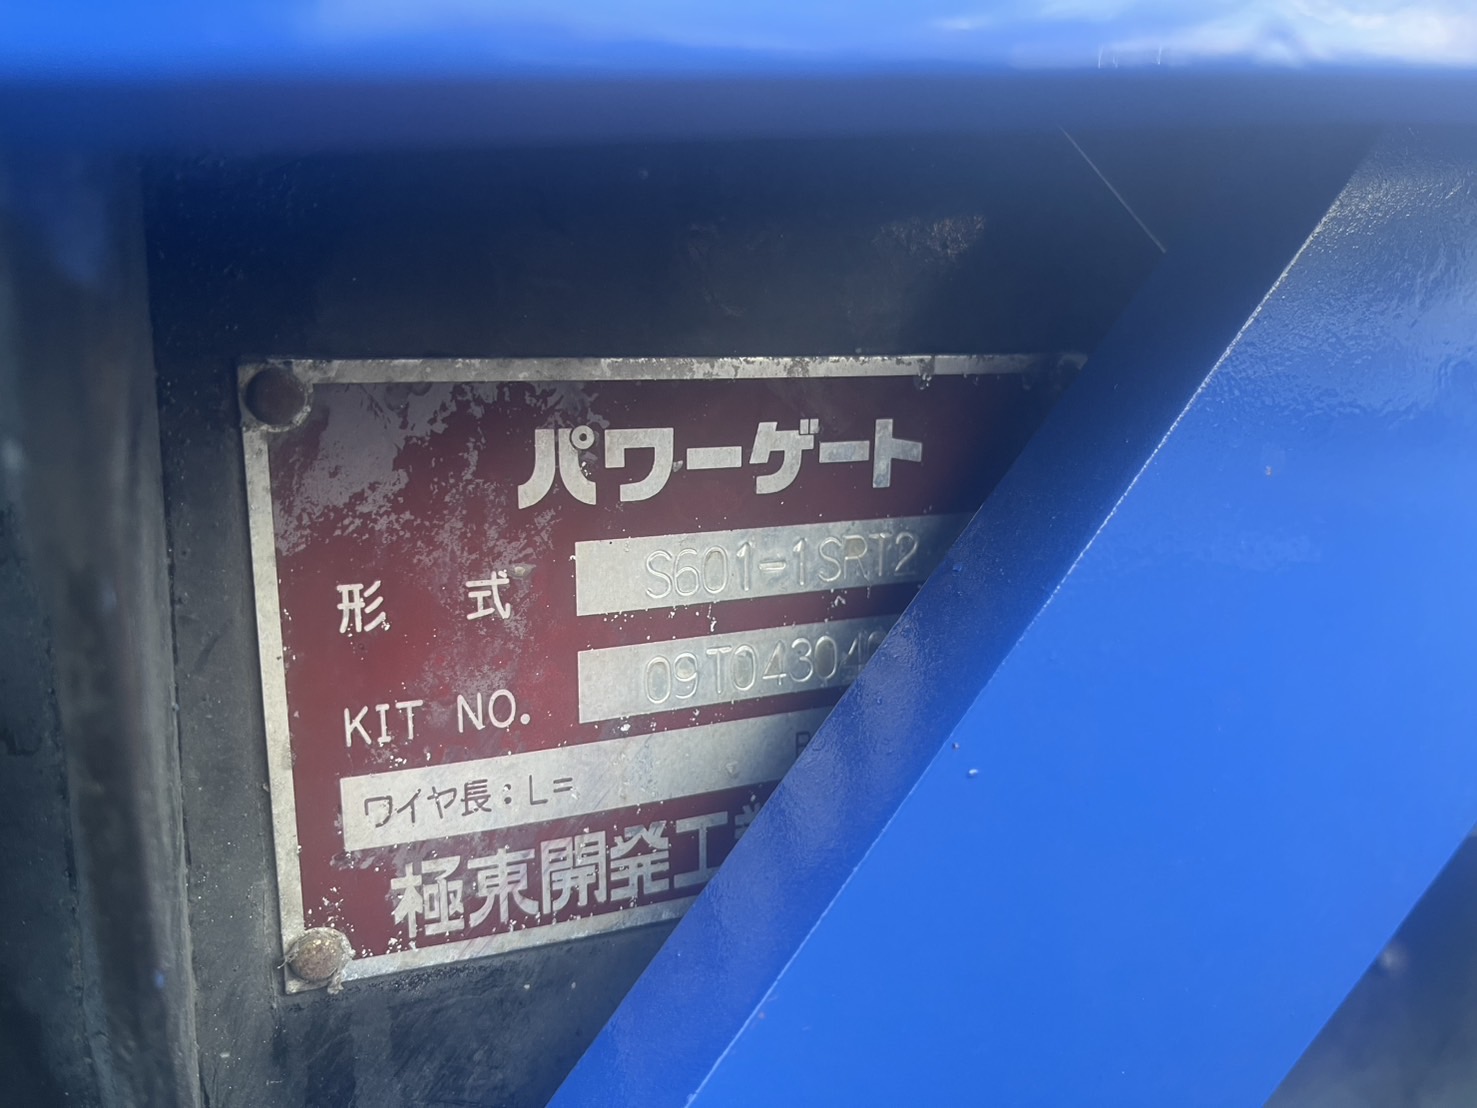 パワーゲート
形 式 S601-1SRT2
KIT NO. 09T04304
ワイヤ長:L=
極東開発工